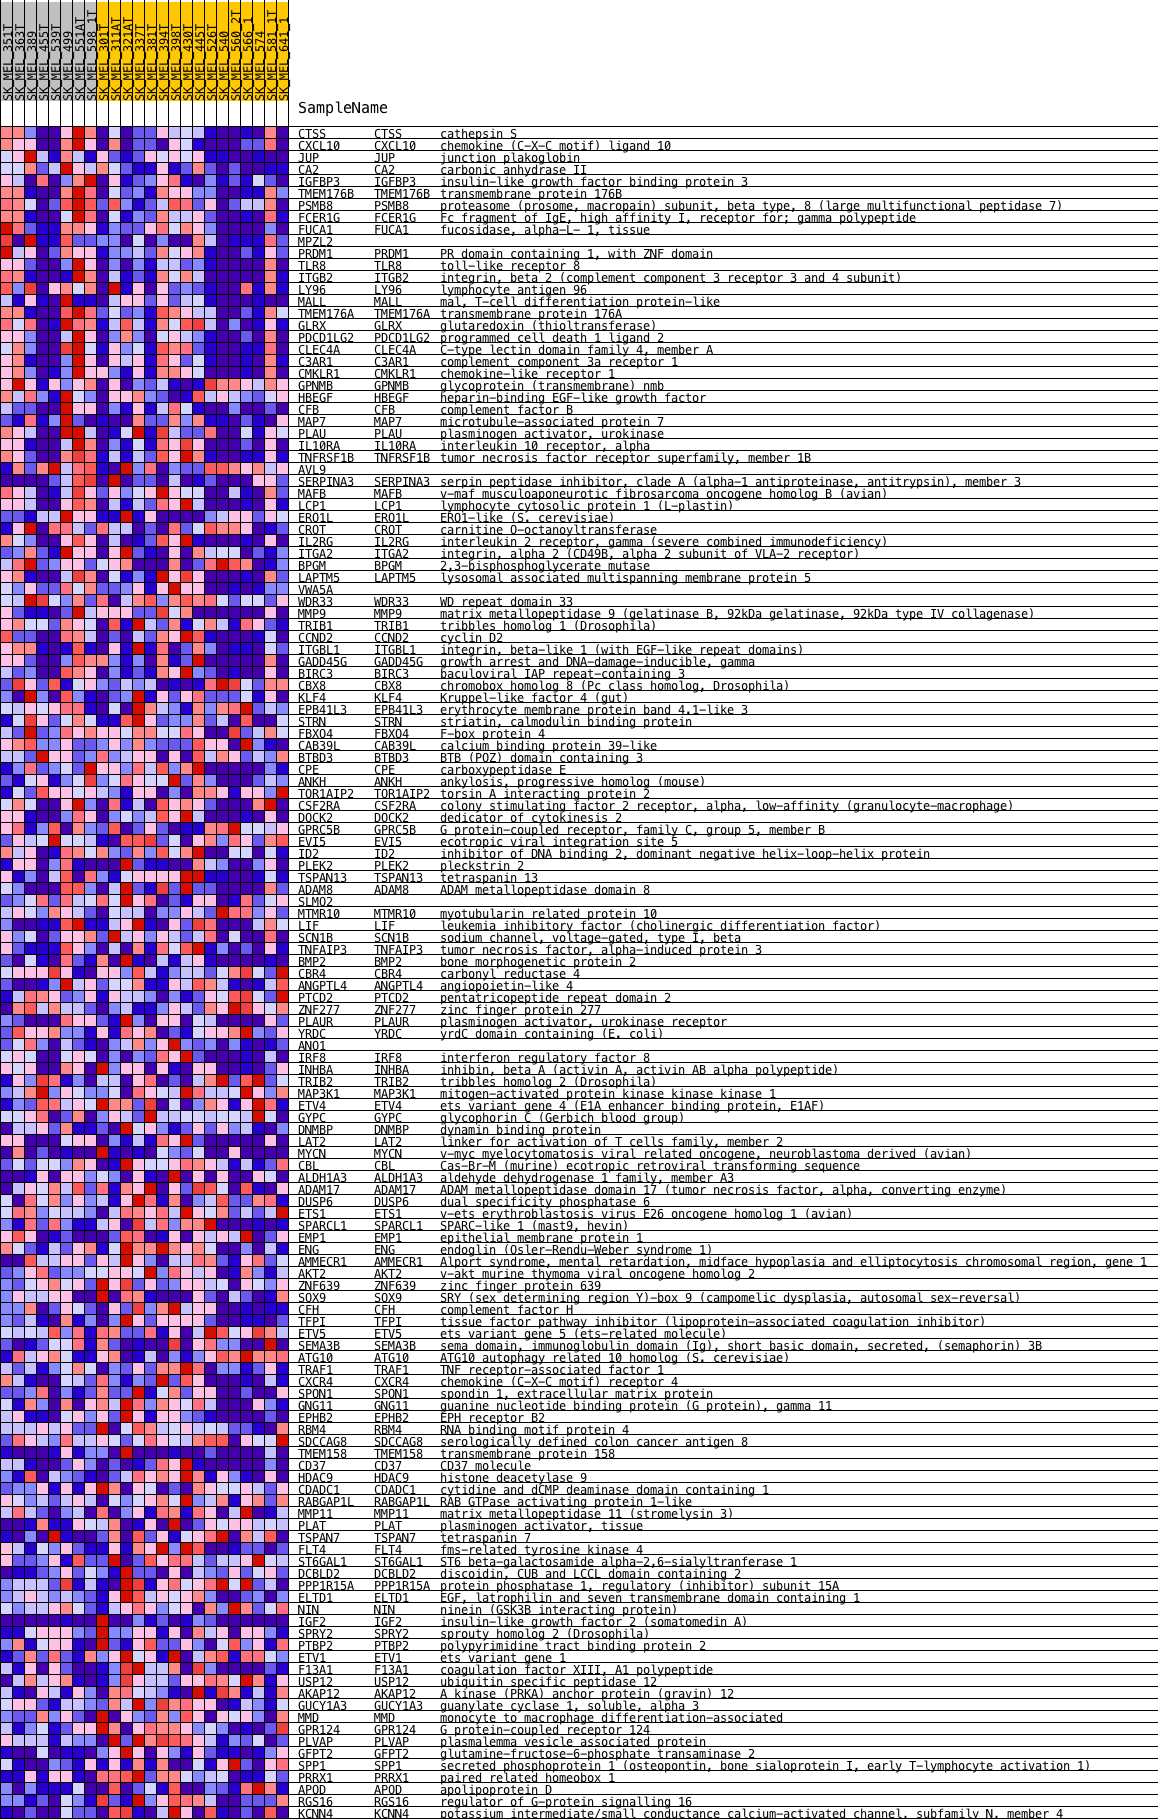 SK_MEL_351T
SK_MEL_363T
SK_MEL_389
SK_MEL_455T
SK_MEL_539T
SK_MEL_499
SK_MEL_551AT
SK_MEL_598_1T
SK_MEL_301T
SK_MEL_311AT
SK_MEL_321AT
SK_MEL_337T
SK_MEL_381T
SK_MEL_394T
SK_MEL_398T
SK_MEL_430T
SK_MEL_445T
SK_MEL_526T
SK_MEL_540
SK_MEL_560_2T
SK_MEL_566_1
SK_MEL_574
SK_MEL_581_1T
SK_MEL_641_1
SampleName
CTSS CTSS cathepsin S
CXCL10 CXCL10 chemokine (C-X-C motif) ligand 10
JUP JUP junction plakoglobin
CA2 CA2 carbonic anhydrase II
IGFBP3 IGFBP3 insulin-like growth factor binding protein 3
TMEM176B TMEM176B transmembrane protein 176B
PSMB8 PSMB8 proteasome (prosome, macropain) subunit, beta type, 8 (large multifunctional peptidase 7)
FCER1G FCER1G Fc fragment of IgE, high affinity I, receptor for; gamma polypeptide
FUCA1 FUCA1 fucosidase, alpha-L- 1, tissue
MPZL2
PRDM1 PRDM1 PR domain containing 1, with ZNF domain
TLR8 TLR8 toll-like receptor 8
ITGB2 ITGB2 integrin, beta 2 (complement component 3 receptor 3 and 4 subunit)
LY96 LY96 lymphocyte antigen 96
MALL MALL mal, T-cell differentiation protein-like
TMEM176A TMEM176A transmembrane protein 176A
GLRX GLRX glutaredoxin (thioltransferase)
PDCD1LG2 PDCD1LG2 programmed cell death 1 ligand 2
CLEC4A CLEC4A C-type lectin domain family 4, member A
C3AR1 C3AR1 complement component 3a receptor 1
CMKLR1 CMKLR1 chemokine-like receptor 1
GPNMB GPNMB glycoprotein (transmembrane) nmb
HBEGF HBEGF heparin-binding EGF-like growth factor
CFB CFB complement factor B
MAP7 MAP7 microtubule-associated protein 7
PLAU PLAU plasminogen activator, urokinase
IL10RA IL10RA interleukin 10 receptor, alpha
TNFRSF1B TNFRSF1B tumor necrosis factor receptor superfamily, member 1B
AVL9
SERPINA3 SERPINA3 serpin peptidase inhibitor, clade A (alpha-1 antiproteinase, antitrypsin), member 3
MAFB MAFB v-maf musculoaponeurotic fibrosarcoma oncogene homolog B (avian)
LCP1 LCP1 lymphocyte cytosolic protein 1 (L-plastin)
ERO1L ERO1L ERO1-like (S. cerevisiae)
CROT CROT carnitine O-octanoyltransferase
IL2RG IL2RG interleukin 2 receptor, gamma (severe combined immunodeficiency)
ITGA2 ITGA2 integrin, alpha 2 (CD49B, alpha 2 subunit of VLA-2 receptor)
BPGM BPGM 2,3-bisphosphoglycerate mutase
LAPTM5 LAPTM5 lysosomal associated multispanning membrane protein 5
VWA5A
WDR33 WDR33 WD repeat domain 33
MMP9 MMP9 matrix metallopeptidase 9 (gelatinase B, 92kDa gelatinase, 92kDa type IV collagenase)
TRIB1 TRIB1 tribbles homolog 1 (Drosophila)
CCND2 CCND2 cyclin D2
ITGBL1 ITGBL1 integrin, beta-like 1 (with EGF-like repeat domains)
GADD45G GADD45G growth arrest and DNA-damage-inducible, gamma
BIRC3 BIRC3 baculoviral IAP repeat-containing 3
CBX8 CBX8 chromobox homolog 8 (Pc class homolog, Drosophila)
KLF4 KLF4 Kruppel-like factor 4 (gut)
EPB41L3 EPB41L3 erythrocyte membrane protein band 4.1-like 3
STRN STRN striatin, calmodulin binding protein
FBXO4 FBXO4 F-box protein 4
CAB39L CAB39L calcium binding protein 39-like
BTBD3 BTBD3 BTB (POZ) domain containing 3
CPE CPE carboxypeptidase E
ANKH ANKH ankylosis, progressive homolog (mouse)
TOR1AIP2 TOR1AIP2 torsin A interacting protein 2
CSF2RA CSF2RA colony stimulating factor 2 receptor, alpha, low-affinity (granulocyte-macrophage)
DOCK2 DOCK2 dedicator of cytokinesis 2
GPRC5B GPRC5B G protein-coupled receptor, family C, group 5, member B
EVI5 EVI5 ecotropic viral integration site 5
ID2 ID2 inhibitor of DNA binding 2, dominant negative helix-loop-helix protein
PLEK2 PLEK2 pleckstrin 2
TSPAN13 TSPAN13 tetraspanin 13
ADAM8 ADAM8 ADAM metallopeptidase domain 8
SLMO2
MTMR10 MTMR10 myotubularin related protein 10
LIF LIF leukemia inhibitory factor (cholinergic differentiation factor)
SCN1B SCN1B sodium channel, voltage-gated, type I, beta
TNFAIP3 TNFAIP3 tumor necrosis factor, alpha-induced protein 3
BMP2 BMP2 bone morphogenetic protein 2
CBR4 CBR4 carbonyl reductase 4
ANGPTL4 ANGPTL4 angiopoietin-like 4
PTCD2 PTCD2 pentatricopeptide repeat domain 2
ZNF277 ZNF277 zinc finger protein 277
PLAUR PLAUR plasminogen activator, urokinase receptor
YRDC YRDC yrdC domain containing (E. coli)
ANO1
IRF8 IRF8 interferon regulatory factor 8
INHBA INHBA inhibin, beta A (activin A, activin AB alpha polypeptide)
TRIB2 TRIB2 tribbles homolog 2 (Drosophila)
MAP3K1 MAP3K1 mitogen-activated protein kinase kinase kinase 1
ETV4 ETV4 ets variant gene 4 (E1A enhancer binding protein, E1AF)
GYPC GYPC glycophorin C (Gerbich blood group)
DNMBP DNMBP dynamin binding protein
LAT2 LAT2 linker for activation of T cells family, member 2
MYCN MYCN v-myc myelocytomatosis viral related oncogene, neuroblastoma derived (avian)
CBL CBL Cas-Br-M (murine) ecotropic retroviral transforming sequence
ALDH1A3 ALDH1A3 aldehyde dehydrogenase 1 family, member A3
ADAM17 ADAM17 ADAM metallopeptidase domain 17 (tumor necrosis factor, alpha, converting enzyme)
DUSP6 DUSP6 dual specificity phosphatase 6
ETS1 ETS1 v-ets erythroblastosis virus E26 oncogene homolog 1 (avian)
SPARCL1 SPARCL1 SPARC-like 1 (mast9, hevin)
EMP1 EMP1 epithelial membrane protein 1
ENG ENG endoglin (Osler-Rendu-Weber syndrome 1)
AMMECR1 AMMECR1 Alport syndrome, mental retardation, midface hypoplasia and elliptocytosis chromosomal region, gene 1
AKT2 AKT2 v-akt murine thymoma viral oncogene homolog 2
ZNF639 ZNF639 zinc finger protein 639
SOX9 SOX9 SRY (sex determining region Y)-box 9 (campomelic dysplasia, autosomal sex-reversal)
CFH CFH complement factor H
TFPI TFPI tissue factor pathway inhibitor (lipoprotein-associated coagulation inhibitor)
ETV5 ETV5 ets variant gene 5 (ets-related molecule)
SEMA3B SEMA3B sema domain, immunoglobulin domain (Ig), short basic domain, secreted, (semaphorin) 3B
ATG10 ATG10 ATG10 autophagy related 10 homolog (S. cerevisiae)
TRAF1 TRAF1 TNF receptor-associated factor 1
CXCR4 CXCR4 chemokine (C-X-C motif) receptor 4
SPON1 SPON1 spondin 1, extracellular matrix protein
GNG11 GNG11 guanine nucleotide binding protein (G protein), gamma 11
EPHB2 EPHB2 EPH receptor B2
RBM4 RBM4 RNA binding motif protein 4
SDCCAG8 SDCCAG8 serologically defined colon cancer antigen 8
TMEM158 TMEM158 transmembrane protein 158
CD37 CD37 CD37 molecule
HDAC9 HDAC9 histone deacetylase 9
CDADC1 CDADC1 cytidine and dCMP deaminase domain containing 1
RABGAP1L RABGAP1L RAB GTPase activating protein 1-like
MMP11 MMP11 matrix metallopeptidase 11 (stromelysin 3)
PLAT PLAT plasminogen activator, tissue
TSPAN7 TSPAN7 tetraspanin 7
FLT4 FLT4 fms-related tyrosine kinase 4
ST6GAL1 ST6GAL1 ST6 beta-galactosamide alpha-2,6-sialyltranferase 1
DCBLD2 DCBLD2 discoidin, CUB and LCCL domain containing 2
PPP1R15A PPP1R15A protein phosphatase 1, regulatory (inhibitor) subunit 15A
ELTD1 ELTD1 EGF, latrophilin and seven transmembrane domain containing 1
NIN NIN ninein (GSK3B interacting protein)
IGF2 IGF2 insulin-like growth factor 2 (somatomedin A)
SPRY2 SPRY2 sprouty homolog 2 (Drosophila)
PTBP2 PTBP2 polypyrimidine tract binding protein 2
ETV1 ETV1 ets variant gene 1
F13A1 F13A1 coagulation factor XIII, A1 polypeptide
USP12 USP12 ubiquitin specific peptidase 12
AKAP12 AKAP12 A kinase (PRKA) anchor protein (gravin) 12
GUCY1A3 GUCY1A3 guanylate cyclase 1, soluble, alpha 3
MMD MMD monocyte to macrophage differentiation-associated
GPR124 GPR124 G protein-coupled receptor 124
PLVAP PLVAP plasmalemma vesicle associated protein
GFPT2 GFPT2 glutamine-fructose-6-phosphate transaminase 2
SPP1 SPP1 secreted phosphoprotein 1 (osteopontin, bone sialoprotein I, early T-lymphocyte activation 1)
PRRX1 PRRX1 paired related homeobox 1
APOD APOD apolipoprotein D
RGS16 RGS16 regulator of G-protein signalling 16
KCNN4 KCNN4 potassium intermediate/small conductance calcium-activated channel, subfamily N, member 4